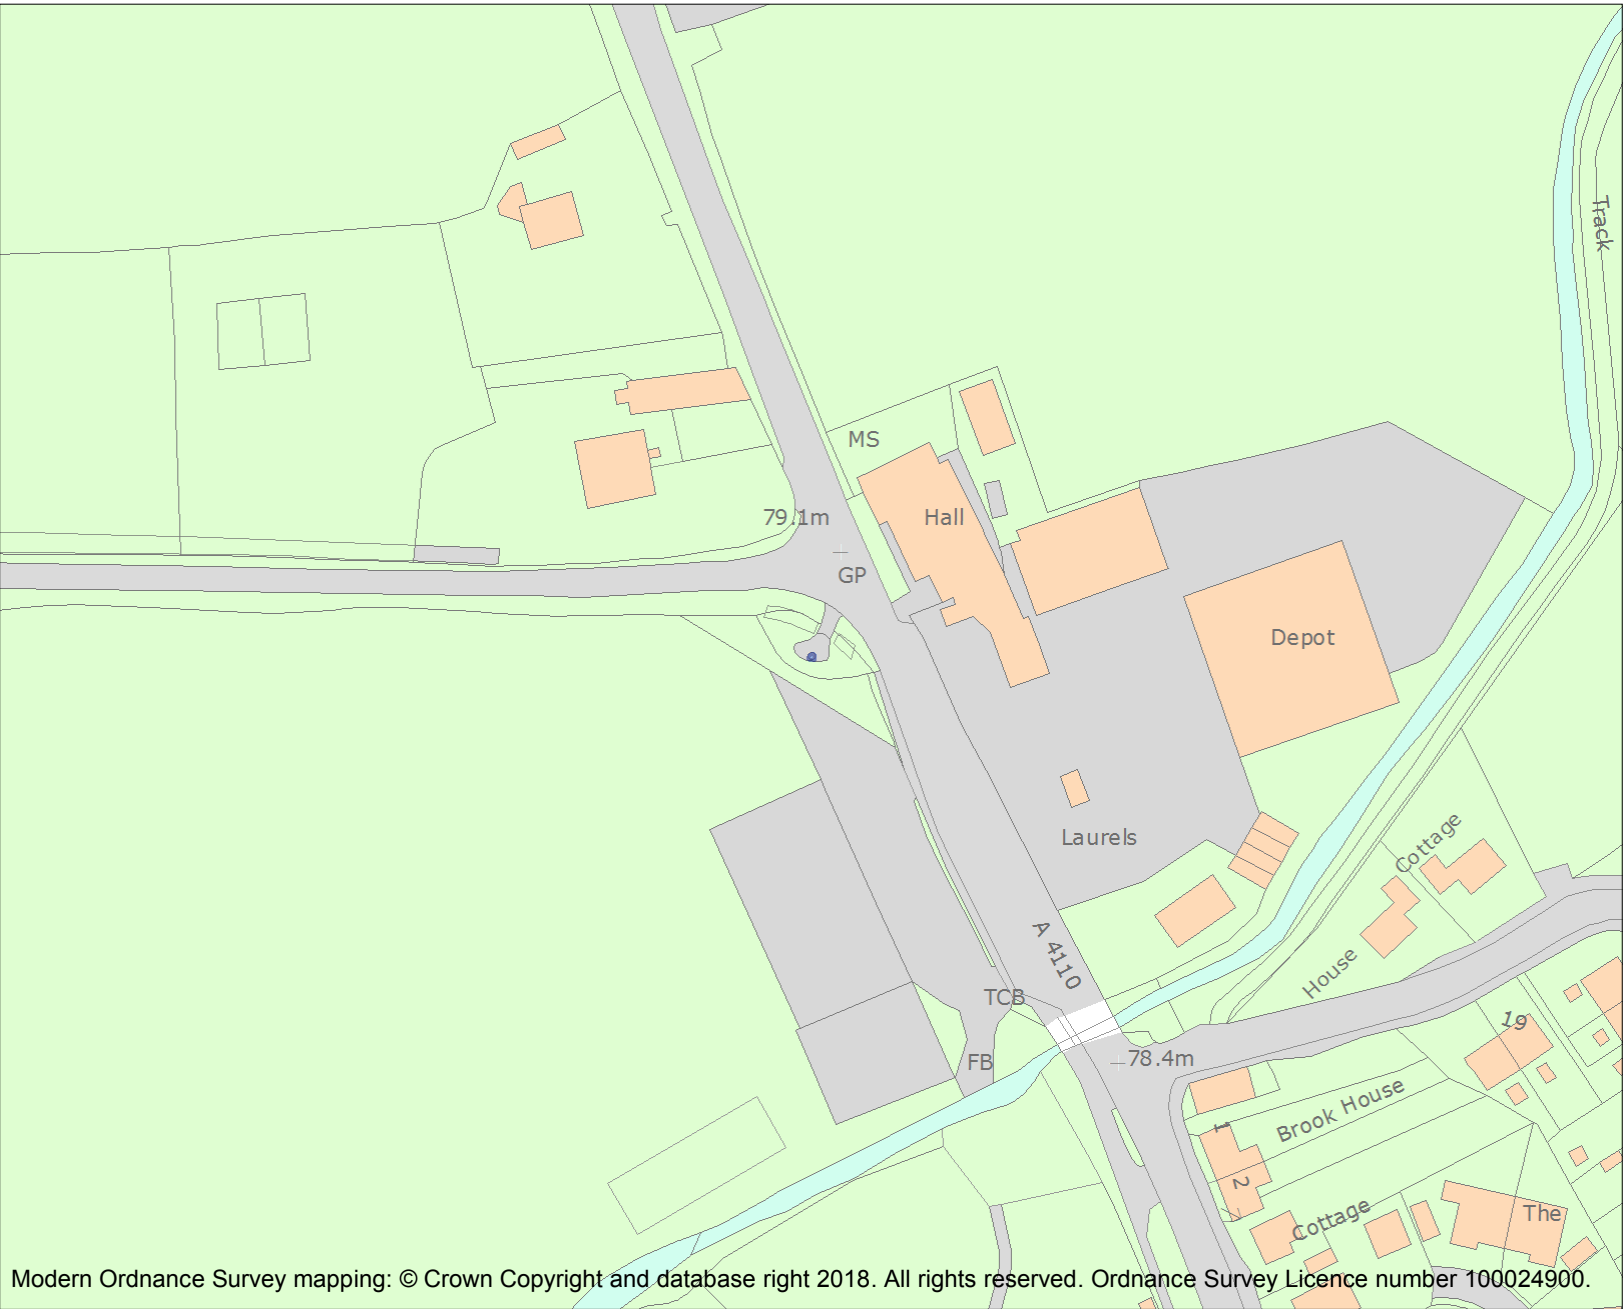 Track
MS
79.1m
Hall
GP
Depot
Laurels
Cottage
A 4110
House
TCB
19
FB
78.4m
1
Brook House
2
Cottage
The
Modern Ordnance Survey mapping: © Crown Copyright and database right 2018. All rights reserved. Ordnance Survey Licence number 100024900.